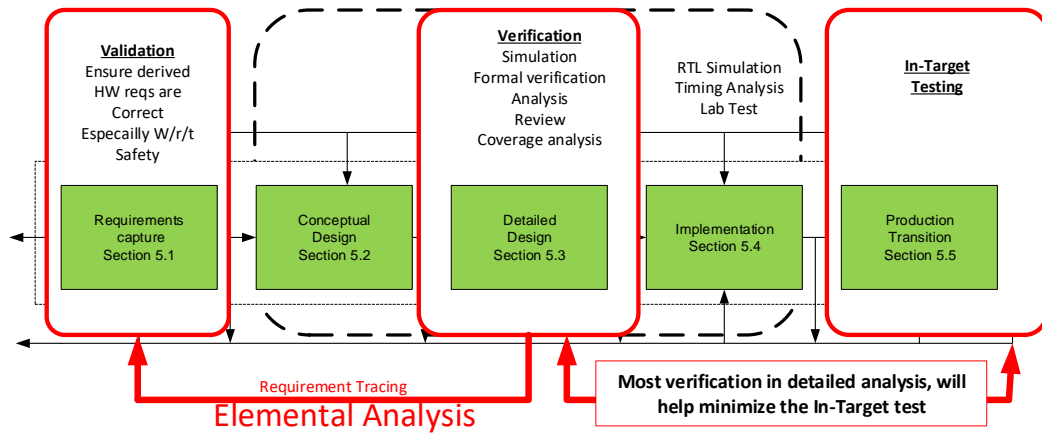 Validation
Ensure derived
HW reqs are
Correct
Especailly W/r/t
Safety
Verification
Simulation
Formal verification
Analysis
Review
Coverage analysis
RTL Simulation
Timing Analysis
Lab Test
In-Target
Testing
Requirements
capture
Section 5.1
Conceptual
Design
Section 5.2
Detailed
Design
Section 5.3
Implementation
Section 5.4
Production
Transition
Section 5.5
Requirement Tracing
Elemental Analysis
Most verification in detailed analysis, will
help minimize the In-Target test